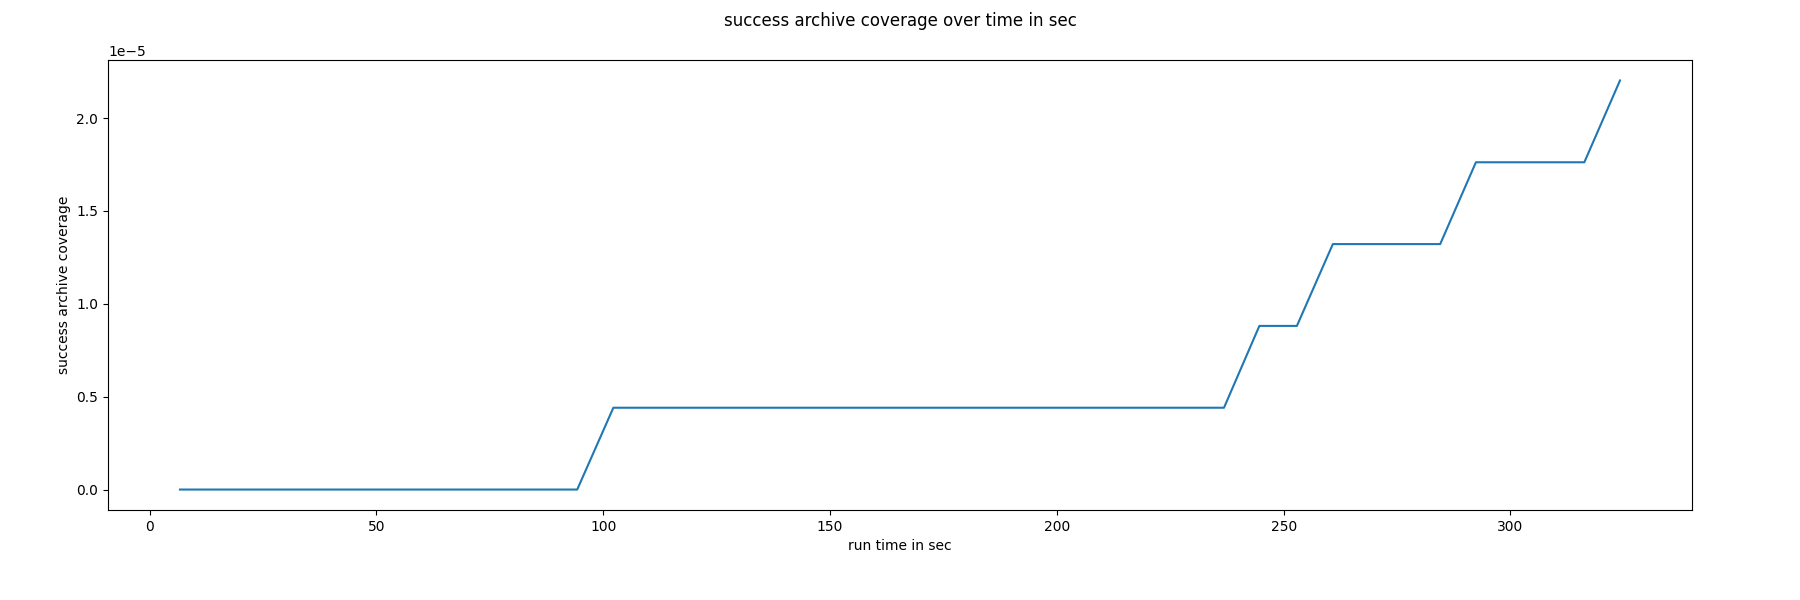 success archive coverage over time in sec
1e−5
2.0
1.5
1.0
0.5
0.0
success archive coverage
0 50 100 150 200 250 300
run time in sec